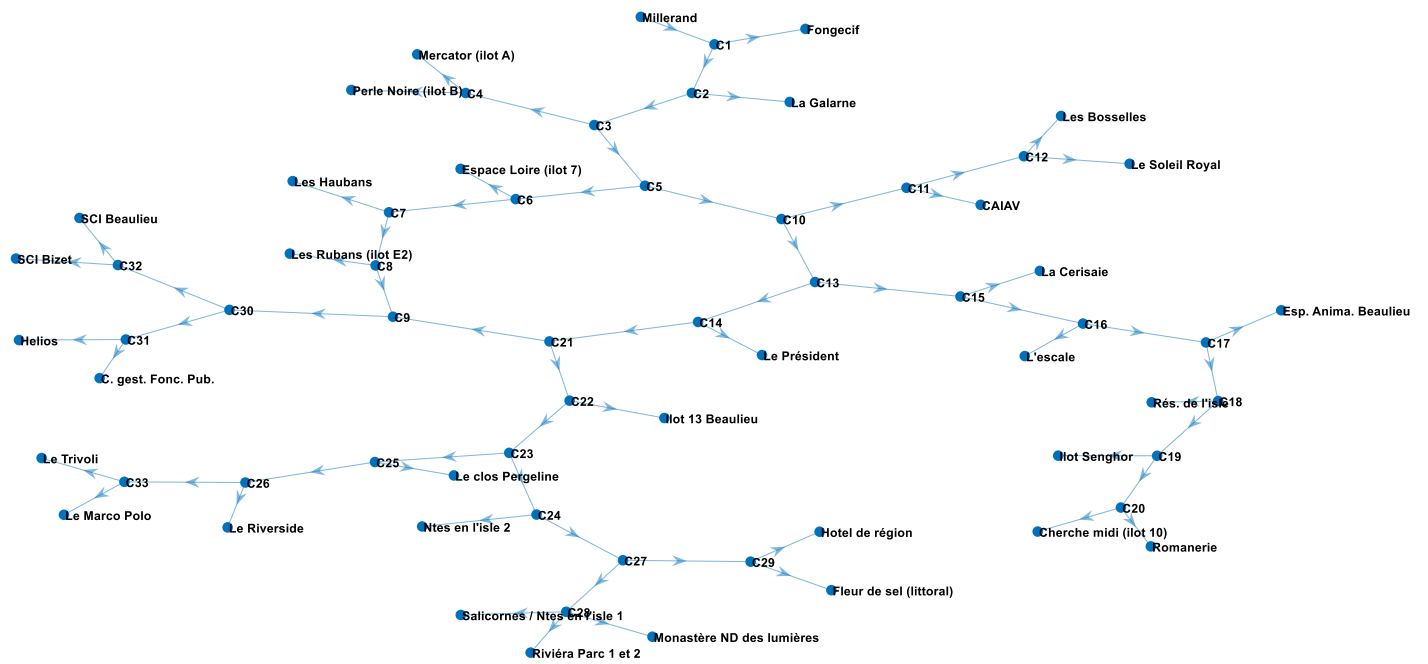 Millerand
Fongecif
C1
Mercator (ilot A)
Perle Noire (ilot B)
C4
C2
La Galarne
C3
Les Bosselles
C12
Le Soleil Royal
Espace Loire (ilot 7)
Les Haubans
C5
C11
C6
CAIAV
C7
C10
SCI Beaulieu
Les Rubans (ilot E2)
C8
SCI Bizet
C32
La Cerisaie
C13
C15
C30
C9
C14
C16
Esp. Anima. Beaulieu
Helios
C31
C21
C17
Le Président
L'escale
C. gest. Fonc. Pub.
C22
Rés. de l'isle
C18
Ilot 13 Beaulieu
C23
Le Trivoli
C25
Ilot Senghor
C19
Le clos Pergeline
C33
C26
Le Marco Polo
C24
C20
Le Riverside
Ntes en l'isle 2
Hotel de région
Cherche midi (ilot 10)
Romanerie
C27
C29
Fleur de sel (littoral)
C28
Salicornes / Ntes en l'isle 1
Monastère ND des lumières
Riviéra Parc 1 et 2